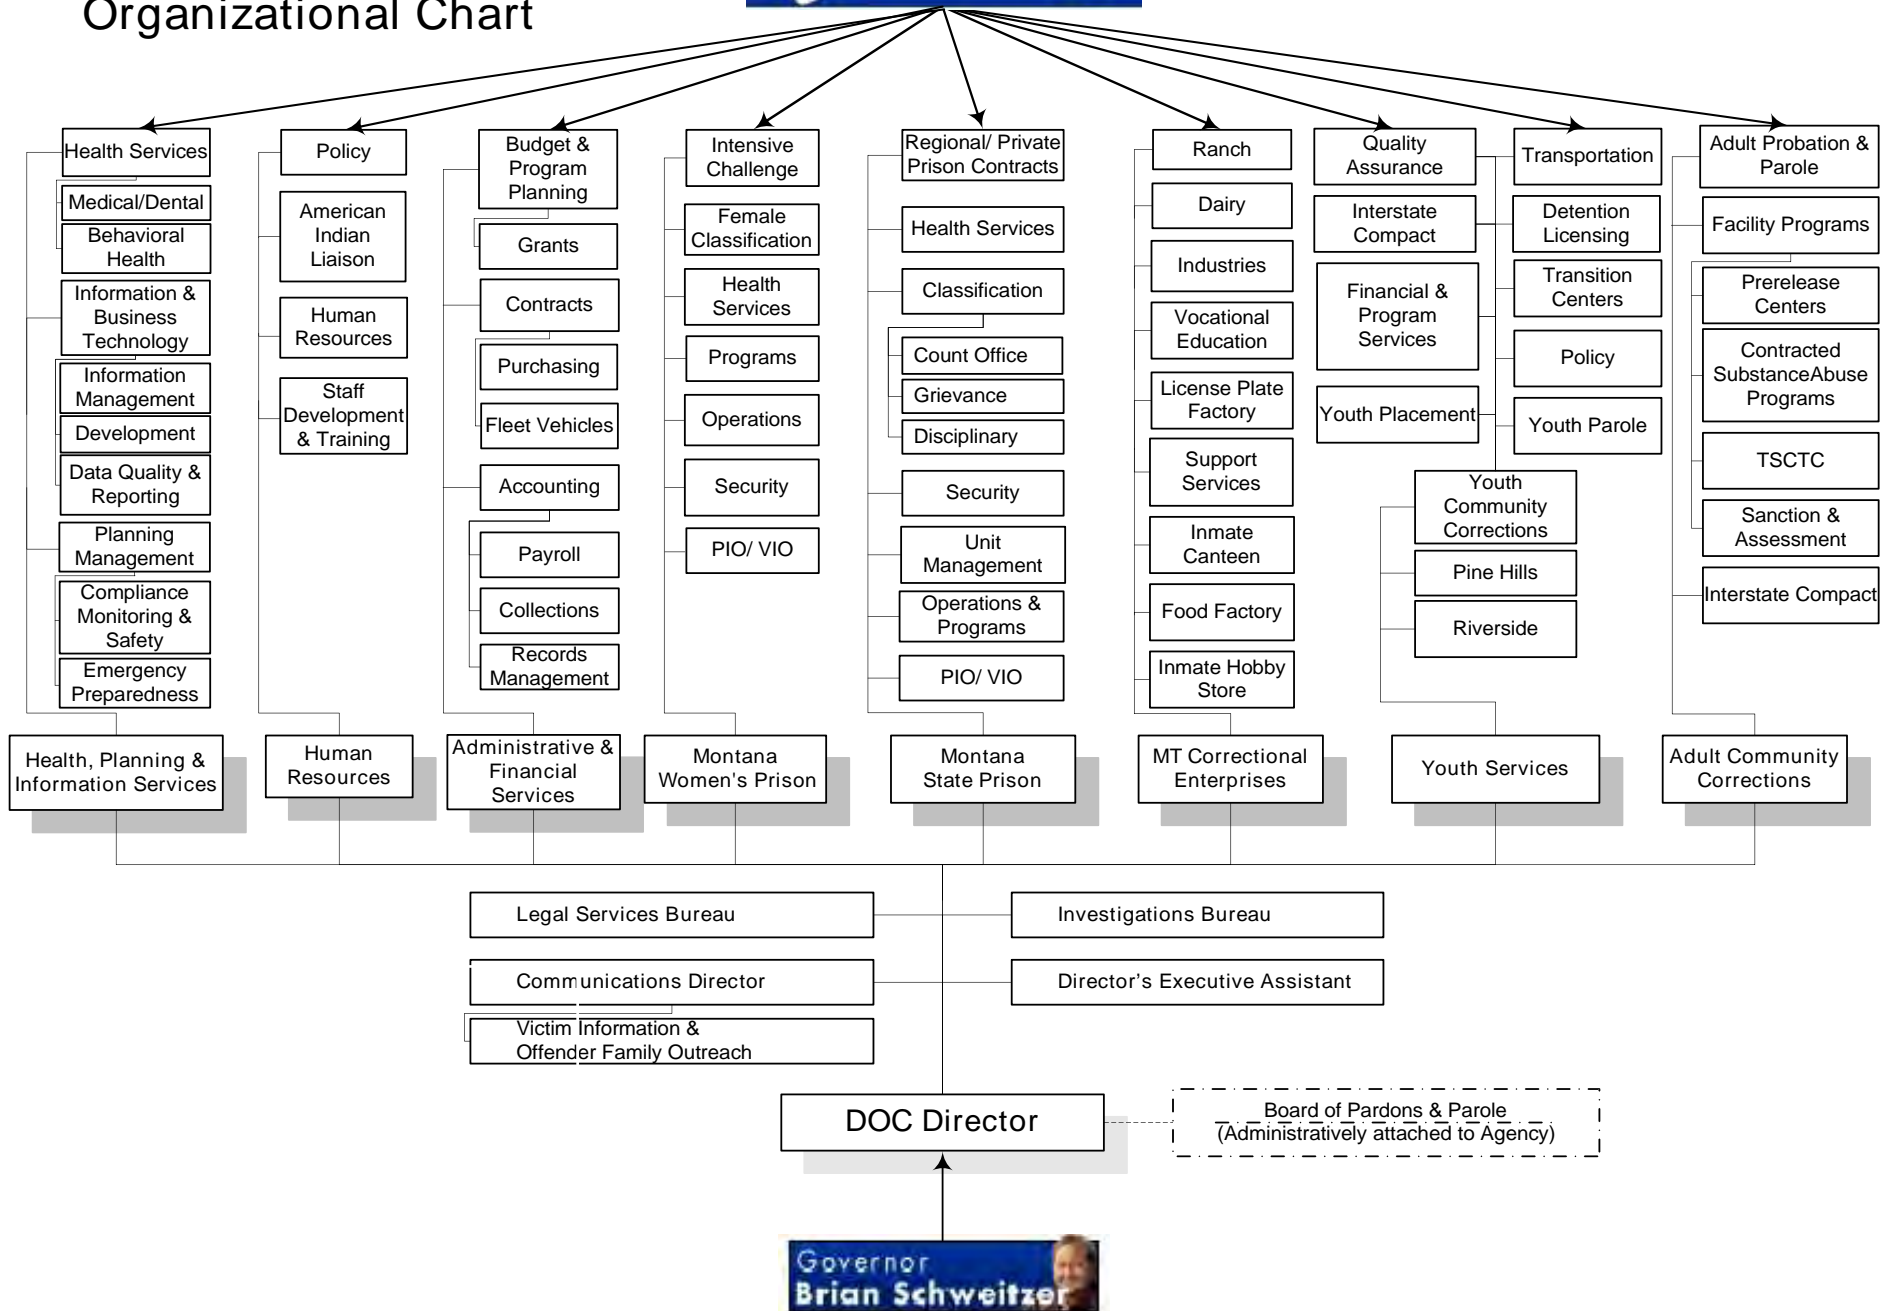 Organizational Chart
Health Services
Medical/Dental
Behavioral
Health
Information &
Business
Technology
Information
Management
Development
Data Quality &
Reporting
Planning
Management
Compliance
Monitoring &
Safety
Emergency
Preparedness
Health, Planning &
Information Services
Policy
American
Indian
Liaison
Human
Resources
Staff
Development
& Training
Human
Resources
Budget &
Program
Planning
Grants
Contracts
Purchasing
Fleet Vehicles
Accounting
Payroll
Collections
Records
Management
Administrative &
Financial
Services
Intensive
Challenge
Female
Classification
Health
Services
Programs
Operations
Security
PIO/ VIO
Montana
Women's Prison
Regional/ Private
Prison Contracts
Health Services
Classification
Count Office
Grievance
Disciplinary
Security
Unit
Management
Operations &
Programs
PIO/ VIO
Montana
State Prison
Ranch
Dairy
Industries
Vocational
Education
License Plate
Factory
Support
Services
Inmate
Canteen
Food Factory
Inmate Hobby
Store
MT Correctional
Enterprises
Quality
Assurance
Interstate
Compact
Financial &
Program
Services
Youth Placement
Transportation
Detention
Licensing
Transition
Centers
Policy
Youth Parole
Youth
Community
Corrections
Pine Hills
Riverside
Youth Services
Adult Probation &
Parole
Facility Programs
Prerelease
Centers
Contracted
SubstanceAbuse
Programs
TSCTC
Sanction &
Assessment
Interstate Compact
Adult Community
Corrections
Legal Services Bureau
Investigations Bureau
Communications Director
Director’s Executive Assistant
Victim Information &
Offender Family Outreach
DOC Director
Board of Pardons & Parole
(Administratively attached to Agency)
Governor
Brian Schweitzer